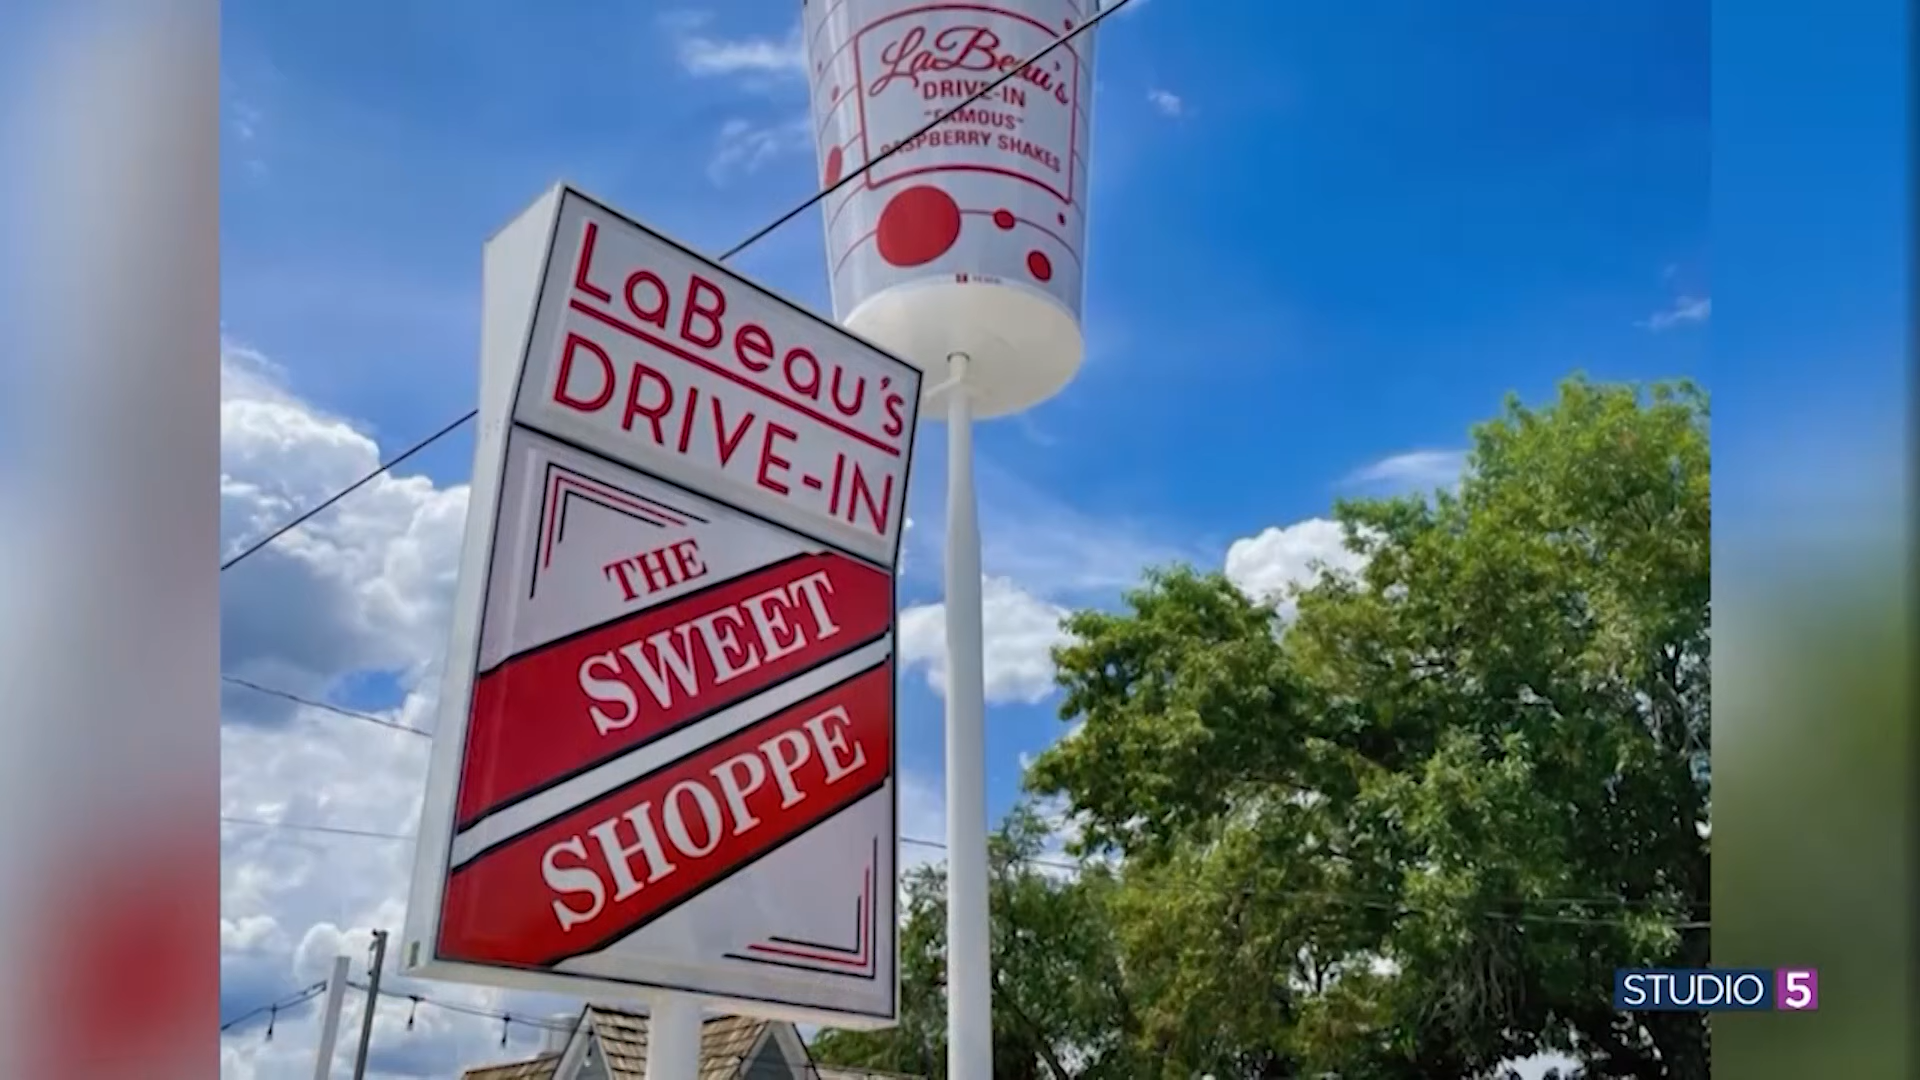 LaBeau's
DRIVE-IN
"FAMOUS"
RASPBERRY SHAKES
LaBeau's
DRIVE-IN
THE
SWEET
SHOPPE
STUDIO 5